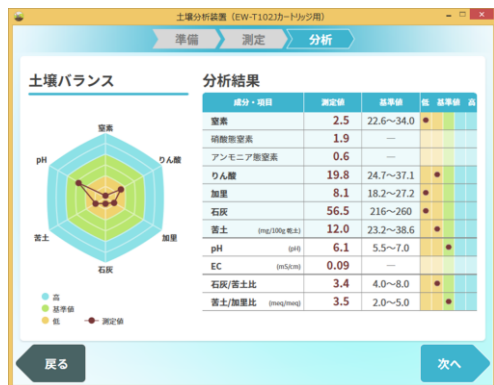 土壌分析装置（EW-T102Jカートリッジ用）
準備 測定 分析
土壌バランス
窒素
りん酸
加里
石灰
苦土
pH
高
基準値
低 測定値
分析結果
成分・項目 測定値 基準値 低 基準値 高
窒素 2.5 22.6～34.0
硝酸態窒素 1.9 —
アンモニア態窒素 0.6 —
りん酸 19.8 24.7～37.1
加里 8.1 18.2～27.2
石灰 56.5 216～260
苦土 (mg/100g 乾土) 12.0 23.2～38.6
pH (pH) 6.1 5.5～7.0
EC (mS/cm) 0.09 —
石灰/苦土比 3.4 4.0～8.0
苦土/加里比 (meq/meq) 3.5 2.0～5.0
戻る
次へ